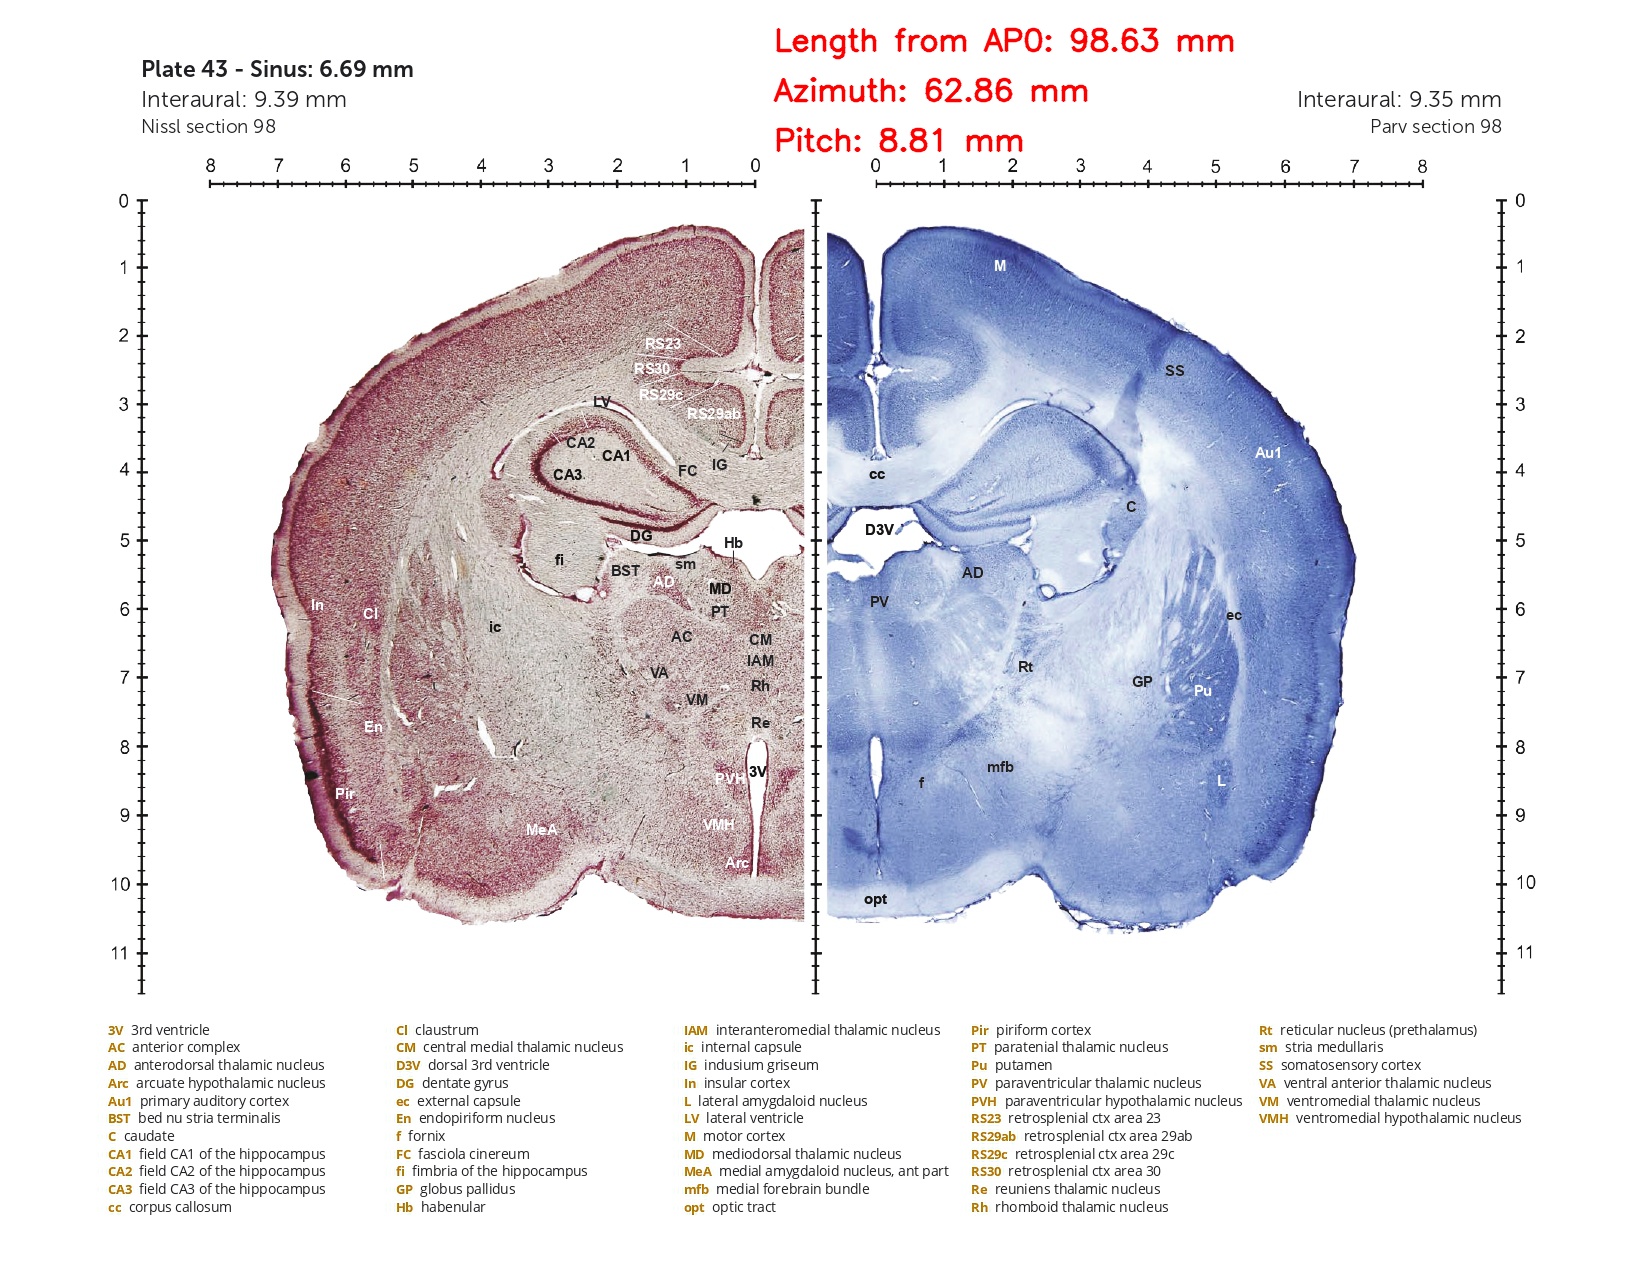 Length from AP0: 98.63 mm
Plate 43 - Sinus: 6.69 mm
Azimuth: 62.86 mm
Interaural: 9.39 mm
Interaural: 9.35 mm
Nissl section 98
Parv section 98
Pitch: 8.81 mm
8 7 6 5 4 3 2 1 0
0 1 2 3 4 5 6 7 8
0 0
1 M 1
2 2
RS23
RS30 SS
RS29c
3 LV RS29ab 3
CA2
CA1 Au1
4 CA3 FC IG cc 4
C
5 DG Hb D3V 5
fi BST sm AD
AD MD
6 In Cl PT PV ec 6
ic AC CM
IAM
7 VA Rh Rt GP Pu 7
VM
En Re
8 PVH 3V mfb 8
Pir f L
9 MeA VMH 9
Arc
10 opt 10
11 11
3V 3rd ventricle
AC anterior complex
AD anterodorsal thalamic nucleus
Arc arcuate hypothalamic nucleus
Au1 primary auditory cortex
BST bed nu stria terminalis
C caudate
CA1 field CA1 of the hippocampus
CA2 field CA2 of the hippocampus
CA3 field CA3 of the hippocampus
cc corpus callosum
Cl claustrum
CM central medial thalamic nucleus
D3V dorsal 3rd ventricle
DG dentate gyrus
ec external capsule
En endopiriform nucleus
f fornix
FC fasciola cinereum
fi fimbria of the hippocampus
GP globus pallidus
Hb habenular
IAM interanteromedial thalamic nucleus
ic internal capsule
IG indusium griseum
In insular cortex
L lateral amygdaloid nucleus
LV lateral ventricle
M motor cortex
MD mediodorsal thalamic nucleus
MeA medial amygdaloid nucleus, ant part
mfb medial forebrain bundle
opt optic tract
Pir piriform cortex
PT paratenial thalamic nucleus
Pu putamen
PV paraventricular thalamic nucleus
PVH paraventricular hypothalamic nucleus
RS23 retrosplenial ctx area 23
RS29ab retrosplenial ctx area 29ab
RS29c retrosplenial ctx area 29c
RS30 retrosplenial ctx area 30
Re reuniens thalamic nucleus
Rh rhomboid thalamic nucleus
Rt reticular nucleus (prethalamus)
sm stria medullaris
SS somatosensory cortex
VA ventral anterior thalamic nucleus
VM ventromedial thalamic nucleus
VMH ventromedial hypothalamic nucleus